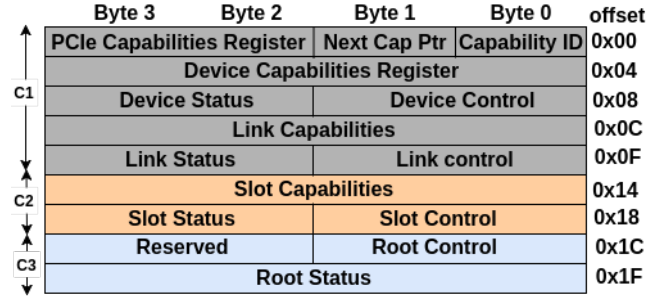 Byte 3 Byte 2 Byte 1 Byte 0 offset
PCIe Capabilities Register Next Cap Ptr Capability ID 0x00
Device Capabilities Register 0x04
C1 Device Status Device Control 0x08
Link Capabilities 0x0C
Link Status Link control 0x0F
Slot Capabilities 0x14
C2 Slot Status Slot Control 0x18
Reserved Root Control 0x1C
C3 Root Status 0x1F